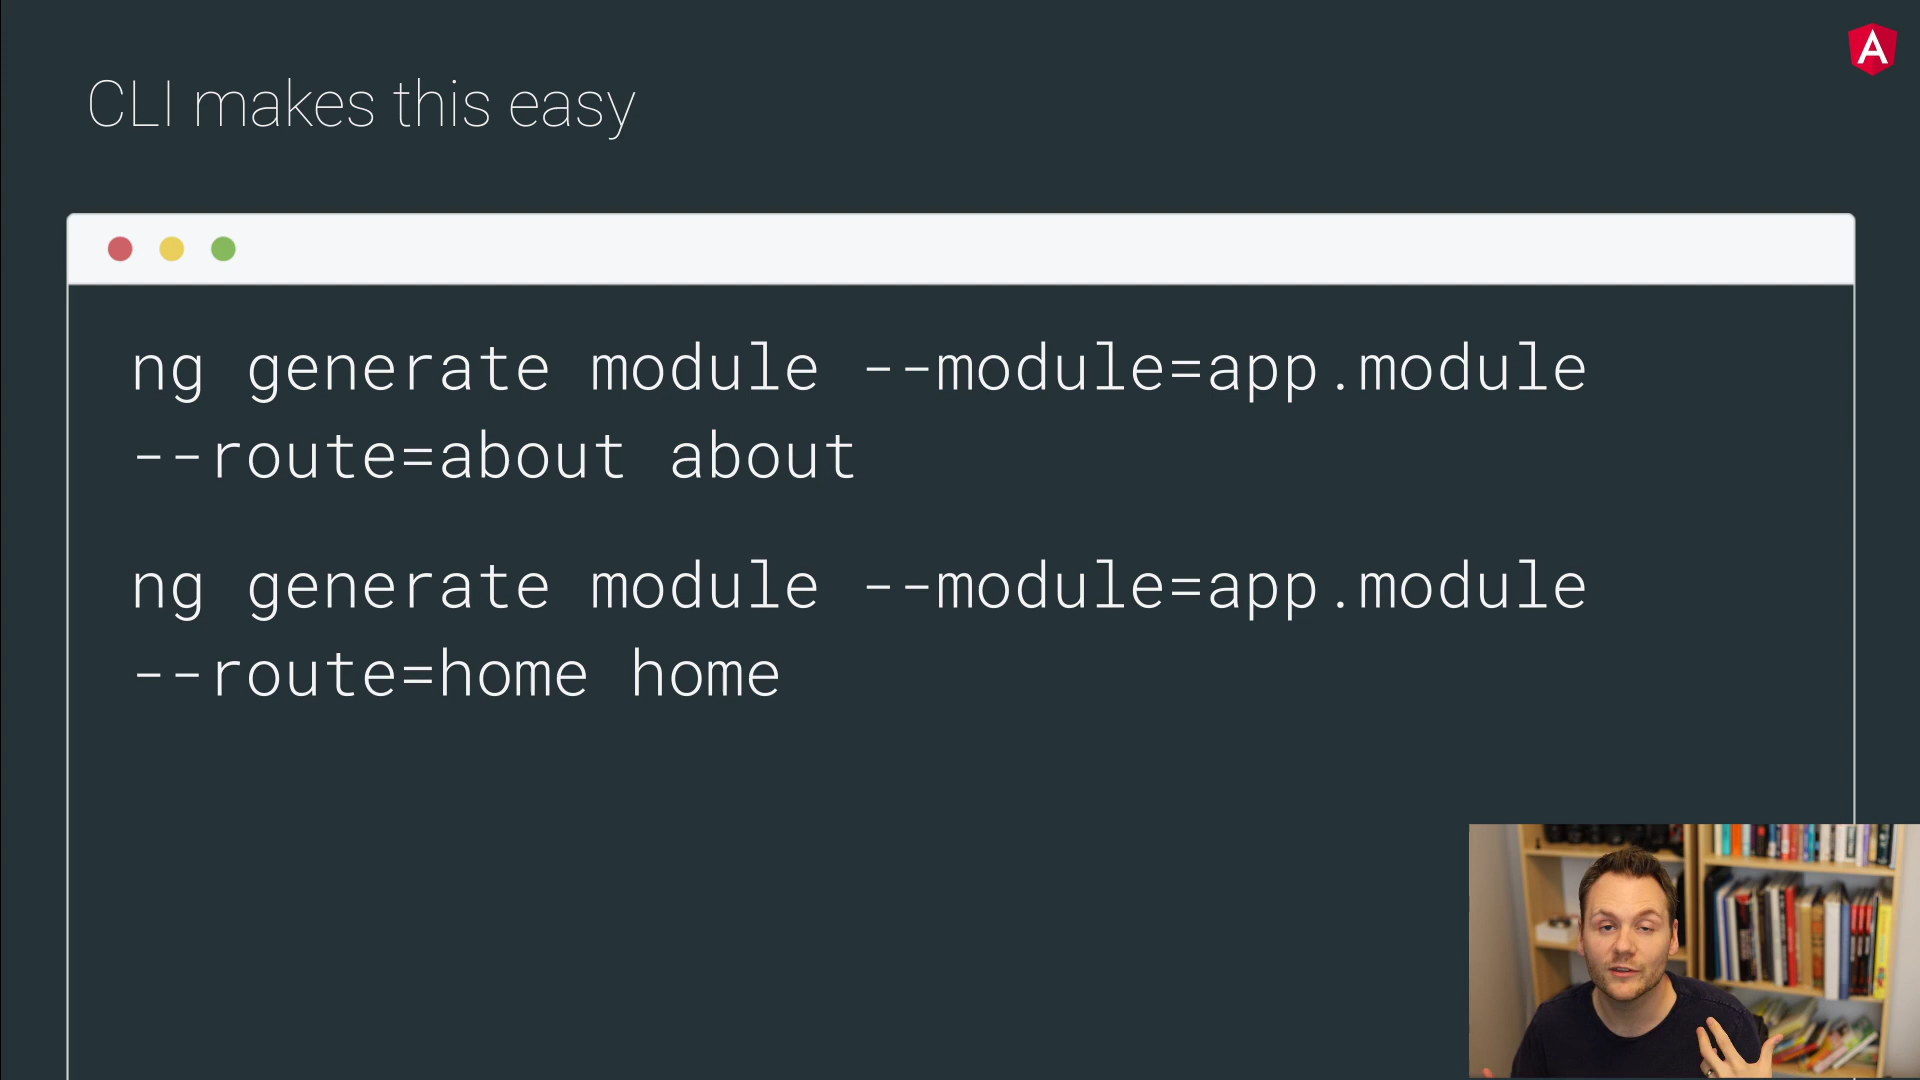 CLI makes this easy
ng generate module --module=app.module
--route=about about
ng generate module --module=app.module
--route=home home